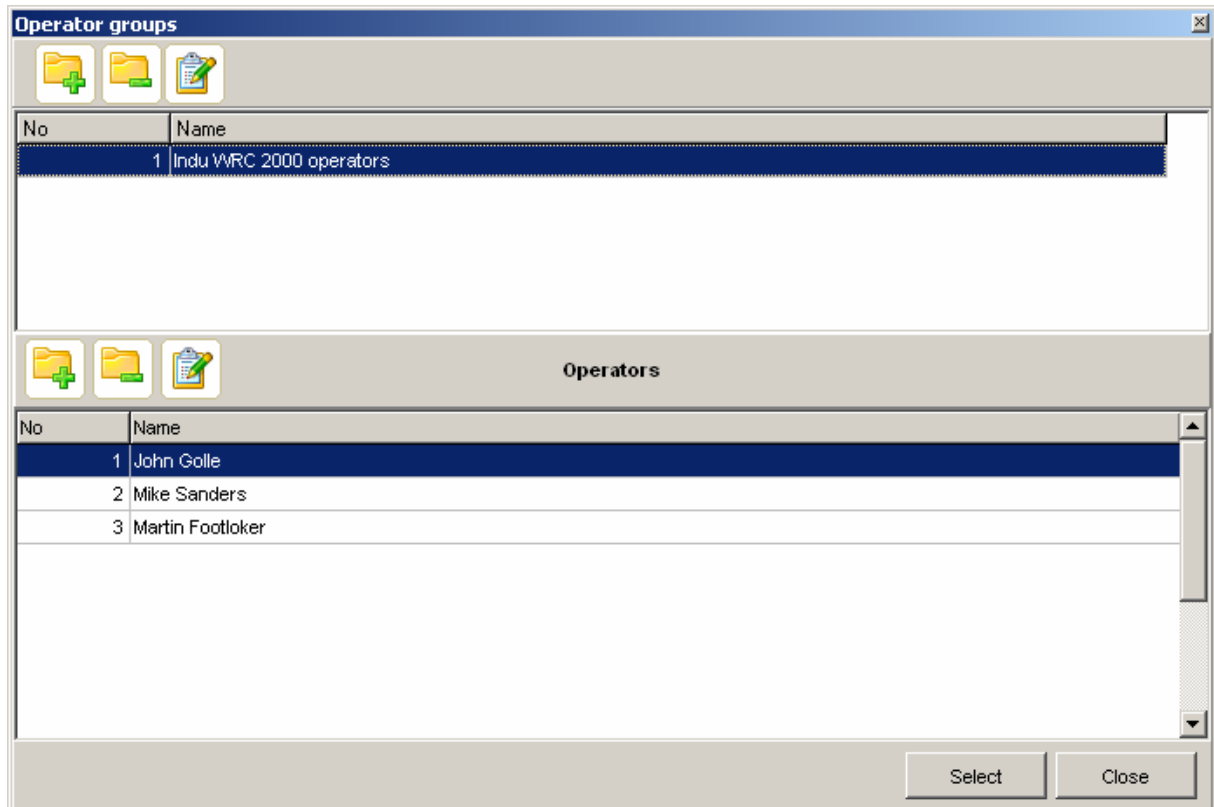 Operator groups
No Name
1 Indu WRC 2000 operators
Operators
No Name
1 John Golle
2 Mike Sanders
3 Martin Footloker
Select Close